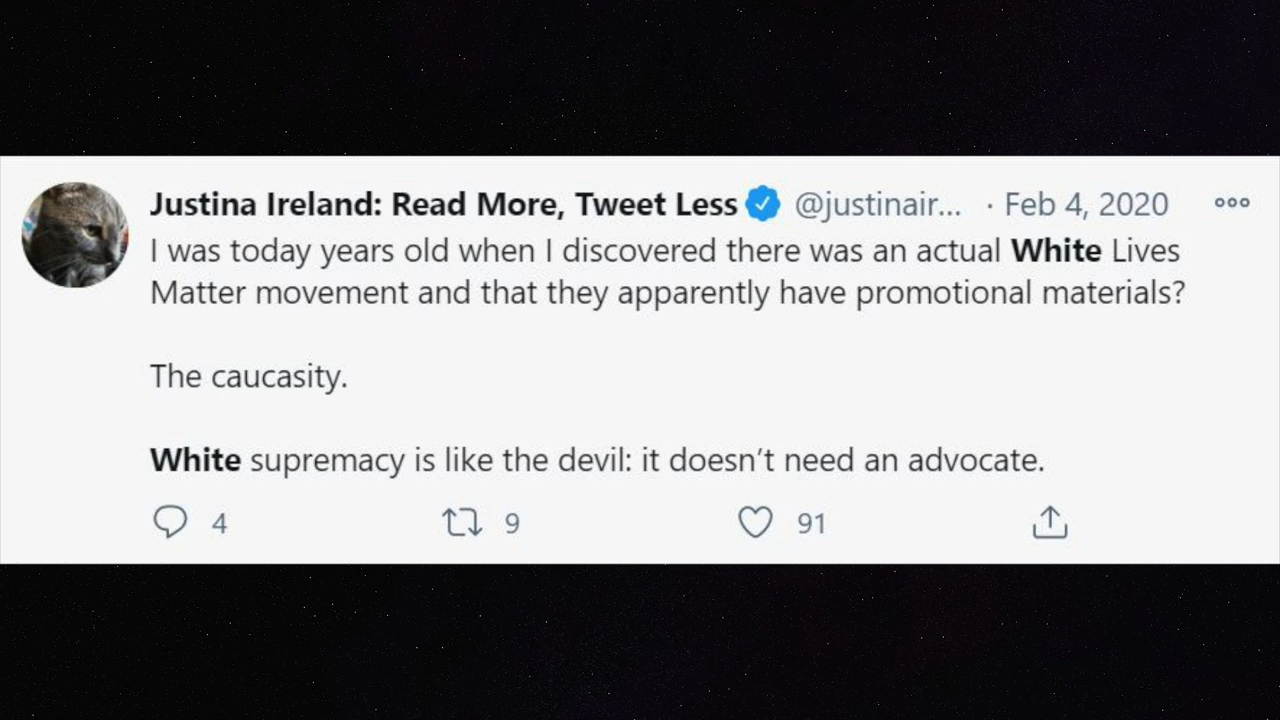 Justina Ireland: Read More, Tweet Less @justinair... · Feb 4, 2020
I was today years old when I discovered there was an actual White Lives
Matter movement and that they apparently have promotional materials?
The caucasity.
White supremacy is like the devil: it doesn't need an advocate.
4 9 91